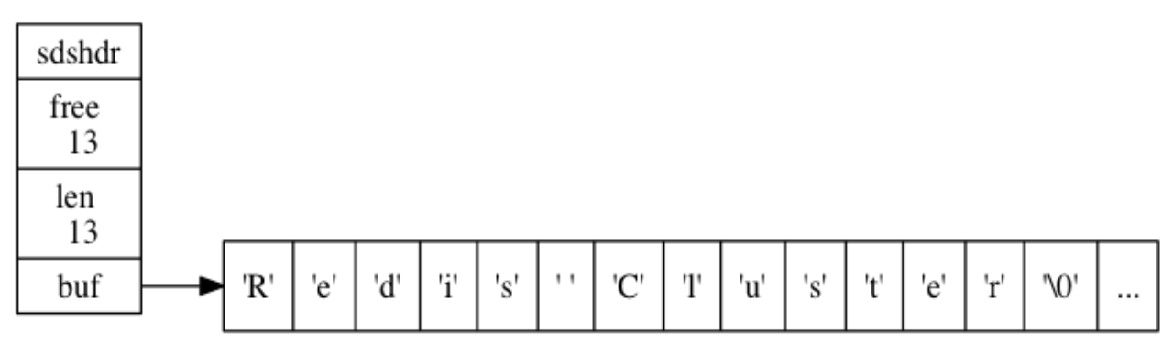 sdshdr
free
13
len
13
buf
'R' 'e' 'd' 'i' 's' ' ' 'C' 'l' 'u' 's' 't' 'e' 'r' '\0' ...